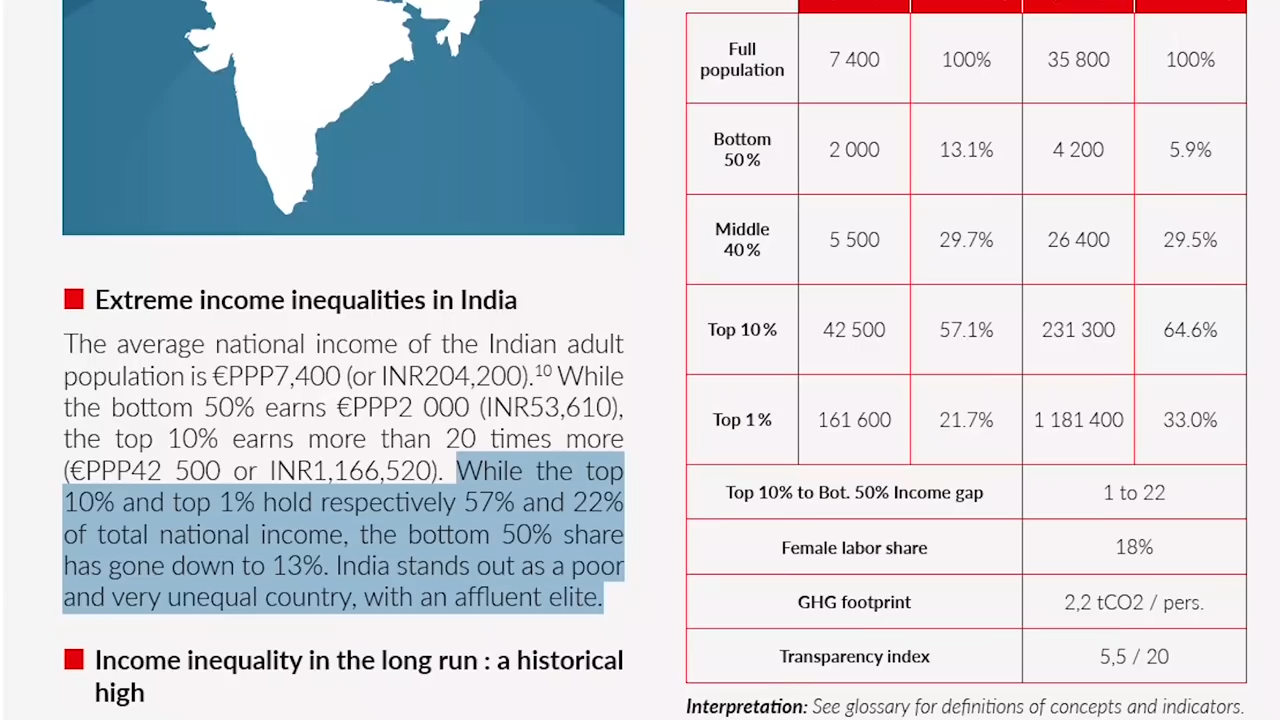 Extreme income inequalities in India
The average national income of the Indian adult
population is €PPP7,400 (or INR204,200).10 While
the bottom 50% earns €PPP2 000 (INR53,610),
the top 10% earns more than 20 times more
(€PPP42 500 or INR1,166,520). While the top
10% and top 1% hold respectively 57% and 22%
of total national income, the bottom 50% share
has gone down to 13%. India stands out as a poor
and very unequal country, with an affluent elite.
Income inequality in the long run : a historical
high
Full
population
7 400 100% 35 800 100%
Bottom
50%
2 000 13.1% 4 200 5.9%
Middle
40%
5 500 29.7% 26 400 29.5%
Top 10% 42 500 57.1% 231 300 64.6%
Top 1% 161 600 21.7% 1 181 400 33.0%
Top 10% to Bot. 50% Income gap 1 to 22
Female labor share 18%
GHG footprint 2,2 tCO2 / pers.
Transparency index 5,5 / 20
Interpretation: See glossary for definitions of concepts and indicators.